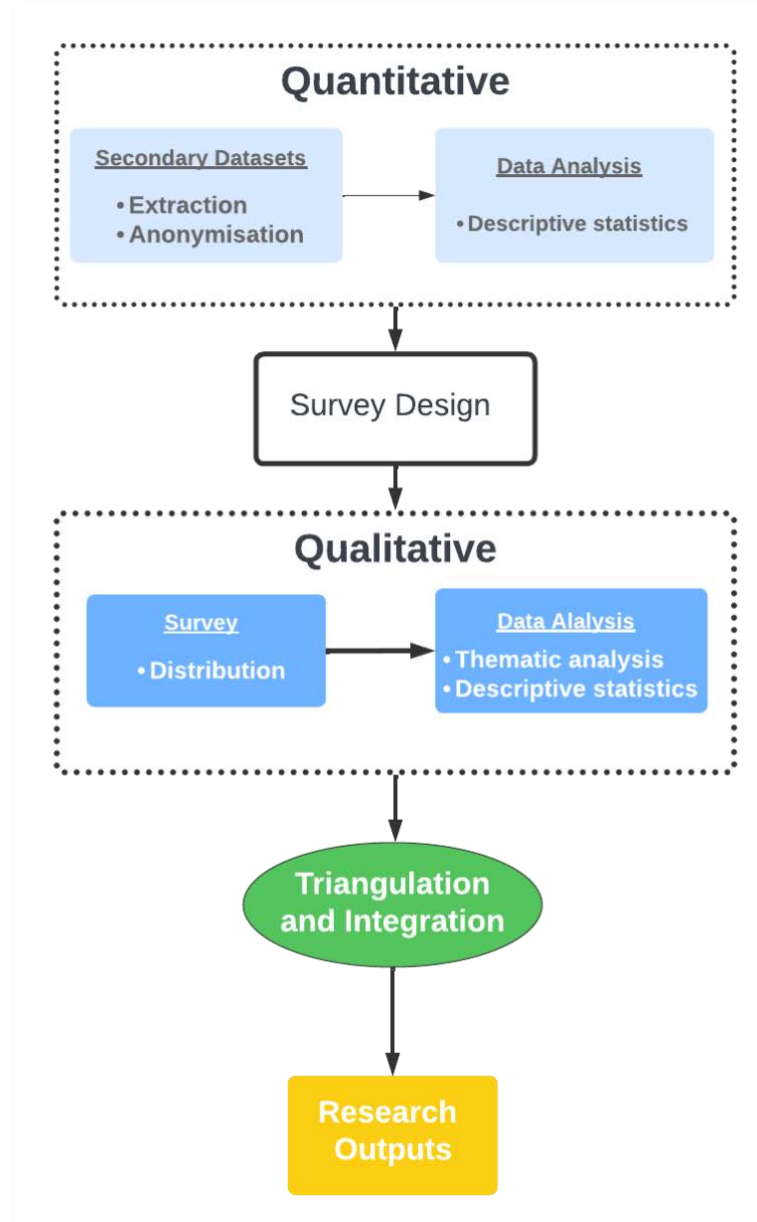 Quantitative
Secondary Datasets
• Extraction
• Anonymisation
Data Analysis
• Descriptive statistics
Survey Design
Qualitative
Survey
• Distribution
Data Alalysis
• Thematic analysis
• Descriptive statistics
Triangulation
and Integration
Research
Outputs